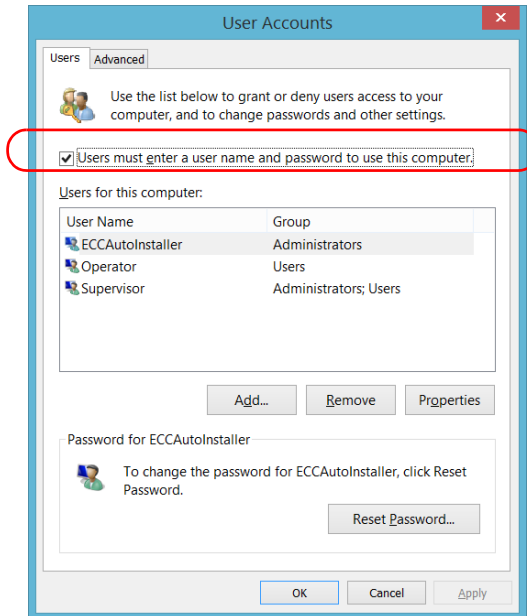 User Accounts
Users Advanced
Use the list below to grant or deny users access to your
computer, and to change passwords and other settings.
Users must enter a user name and password to use this computer.
Users for this computer:
User Name Group
ECCAutoInstaller Administrators
Operator Users
Supervisor Administrators; Users
Add... Remove Properties
Password for ECCAutoInstaller
To change the password for ECCAutoInstaller, click Reset
Password.
Reset Password...
OK Cancel Apply